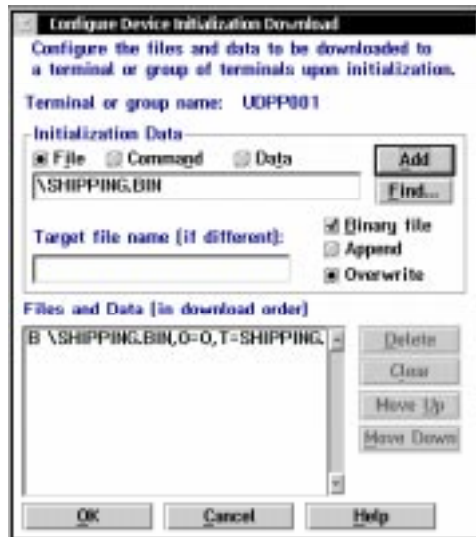 Configure Device Initialization Download
Configure the files and data to be downloaded to
a terminal or group of terminals upon initialization.
Terminal or group name: UDPP001
Initialization Data
File Command Data Add
\SHIPPING.BIN Find...
Binary file
Target file name (if different): Append
Overwrite
Files and Data (in download order)
B \SHIPPING.BIN,O=O,T=SHIPPING. Delete
Clear
Move Up
Move Down
OK Cancel Help